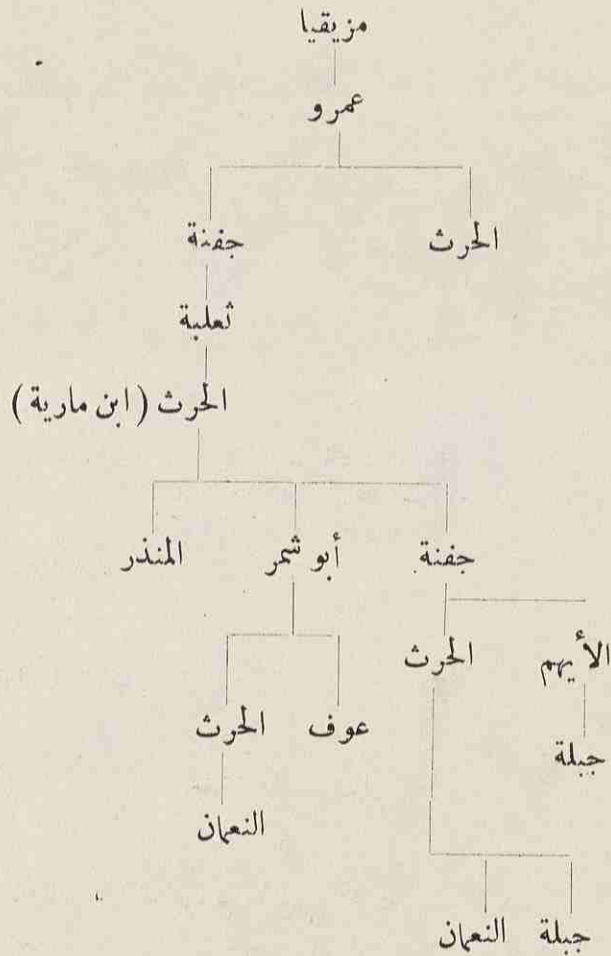 مزيقيا
عمرو
الحرث جفنة
ثعلبة
الحرث (ابن مارية)
جفنة أبو شمر المنذر
الأيهم الحرث
عوف الحرث
جبلة
النعمان
جبلة النعمان